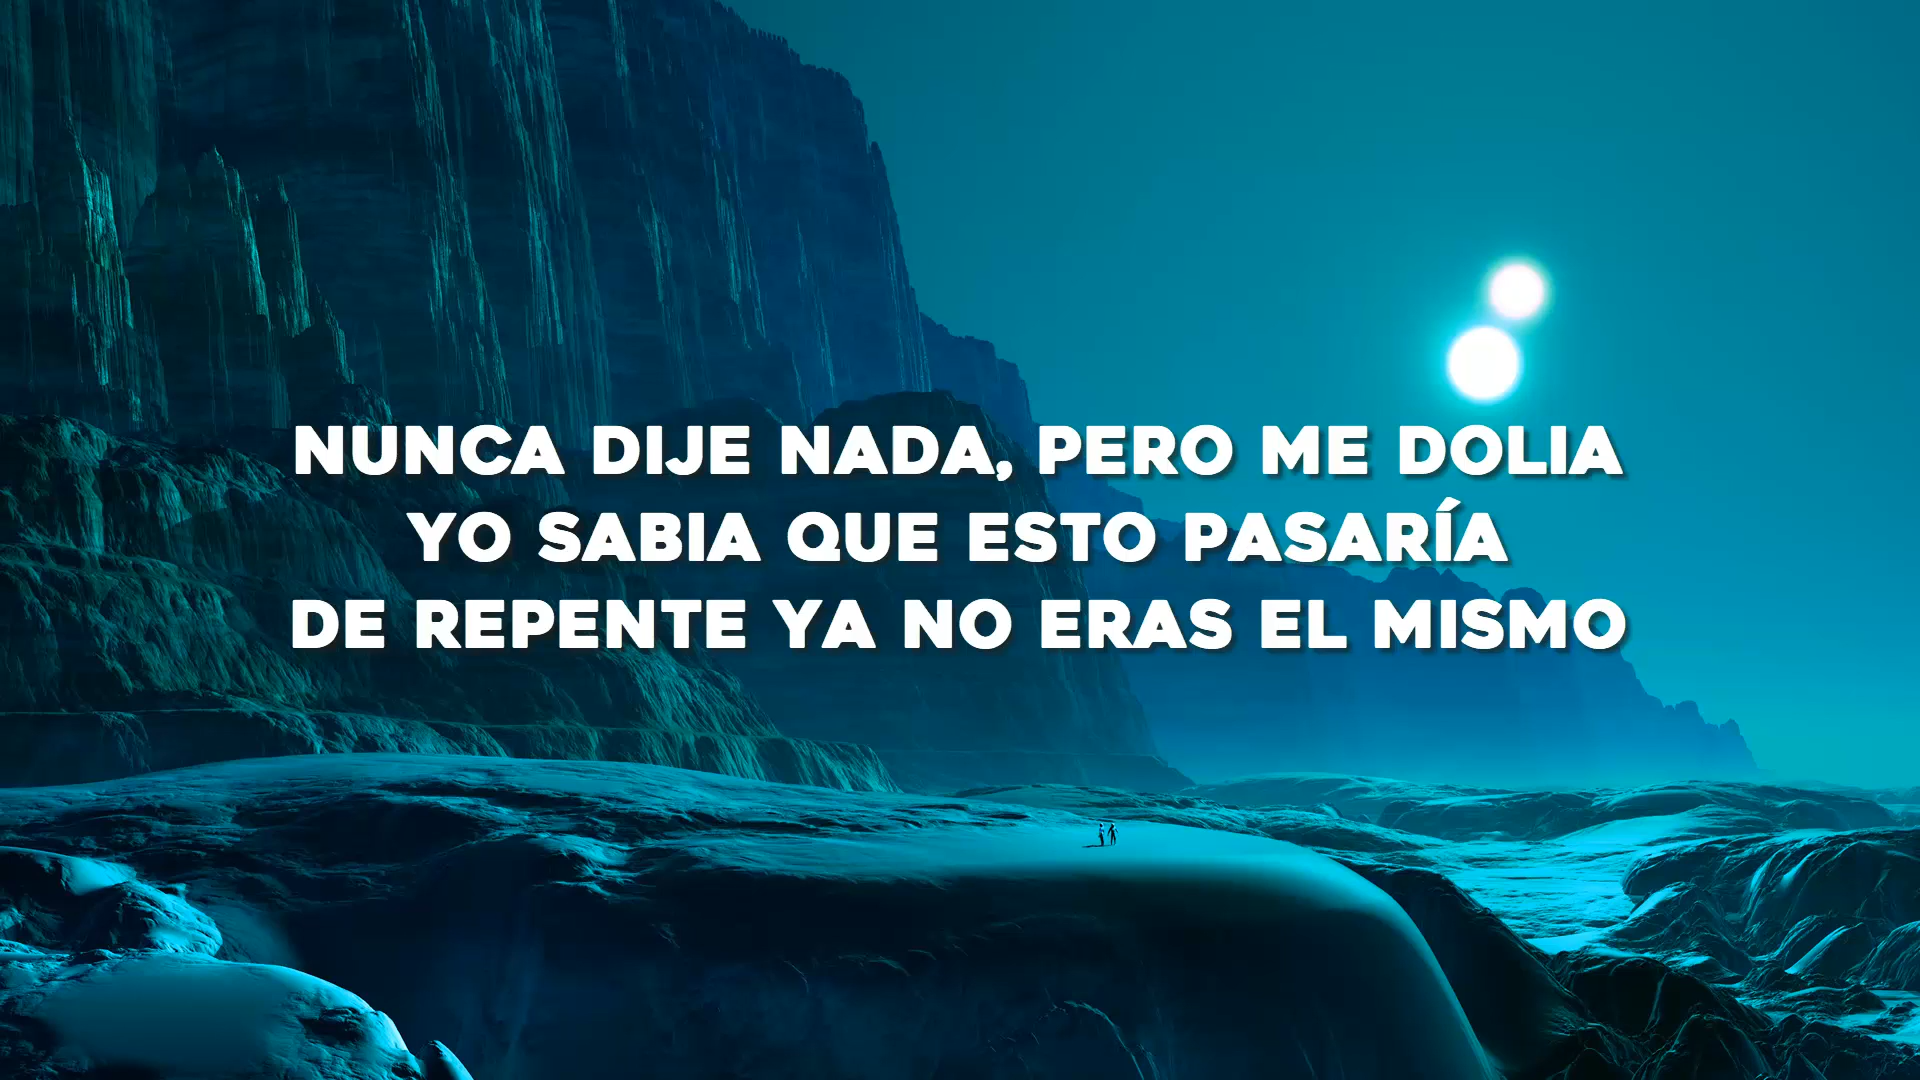 NUNCA DIJE NADA, PERO ME DOLIA
YO SABIA QUE ESTO PASARÍA
DE REPENTE YA NO ERAS EL MISMO